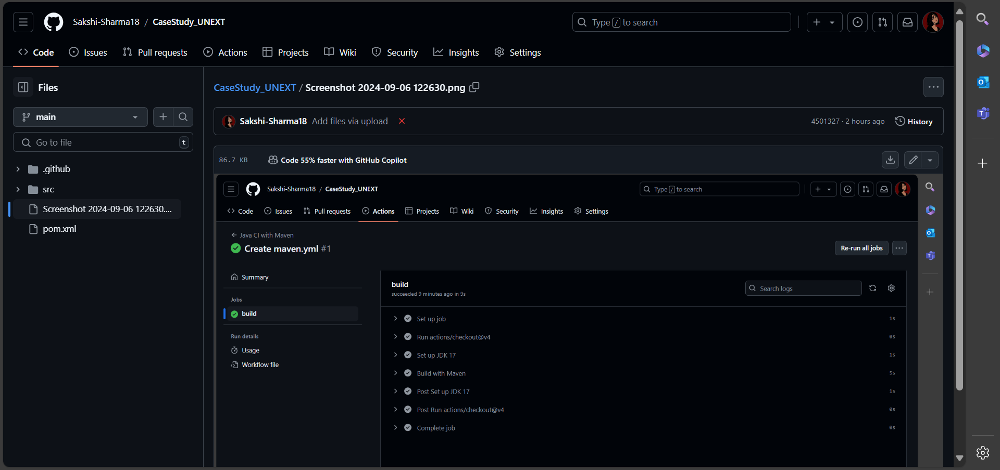 Sakshi-Sharma18 / CaseStudy_UNEXT
Type / to search
Code Issues Pull requests Actions Projects Wiki Security Insights Settings
Files
main
Go to file t
.github
src
Screenshot 2024-09-06 122630....
pom.xml
CaseStudy_UNEXT / Screenshot 2024-09-06 122630.png
Sakshi-Sharma18 Add files via upload
4501327 · 2 hours ago History
86.7 KB Code 55% faster with GitHub Copilot
Sakshi-Sharma18 / CaseStudy_UNEXT
Type / to search
Code Issues Pull requests Actions Projects Wiki Security Insights Settings
Java CI with Maven
Create maven.yml #1
Re-run all jobs
Summary
Jobs
build
Run details
Usage
Workflow file
build
succeeded 9 minutes ago in 9s
Search logs
Set up job 1s
Run actions/checkout@v4 0s
Set up JDK 17 1s
Build with Maven 5s
Post Set up JDK 17 1s
Post Run actions/checkout@v4 0s
Complete job 0s